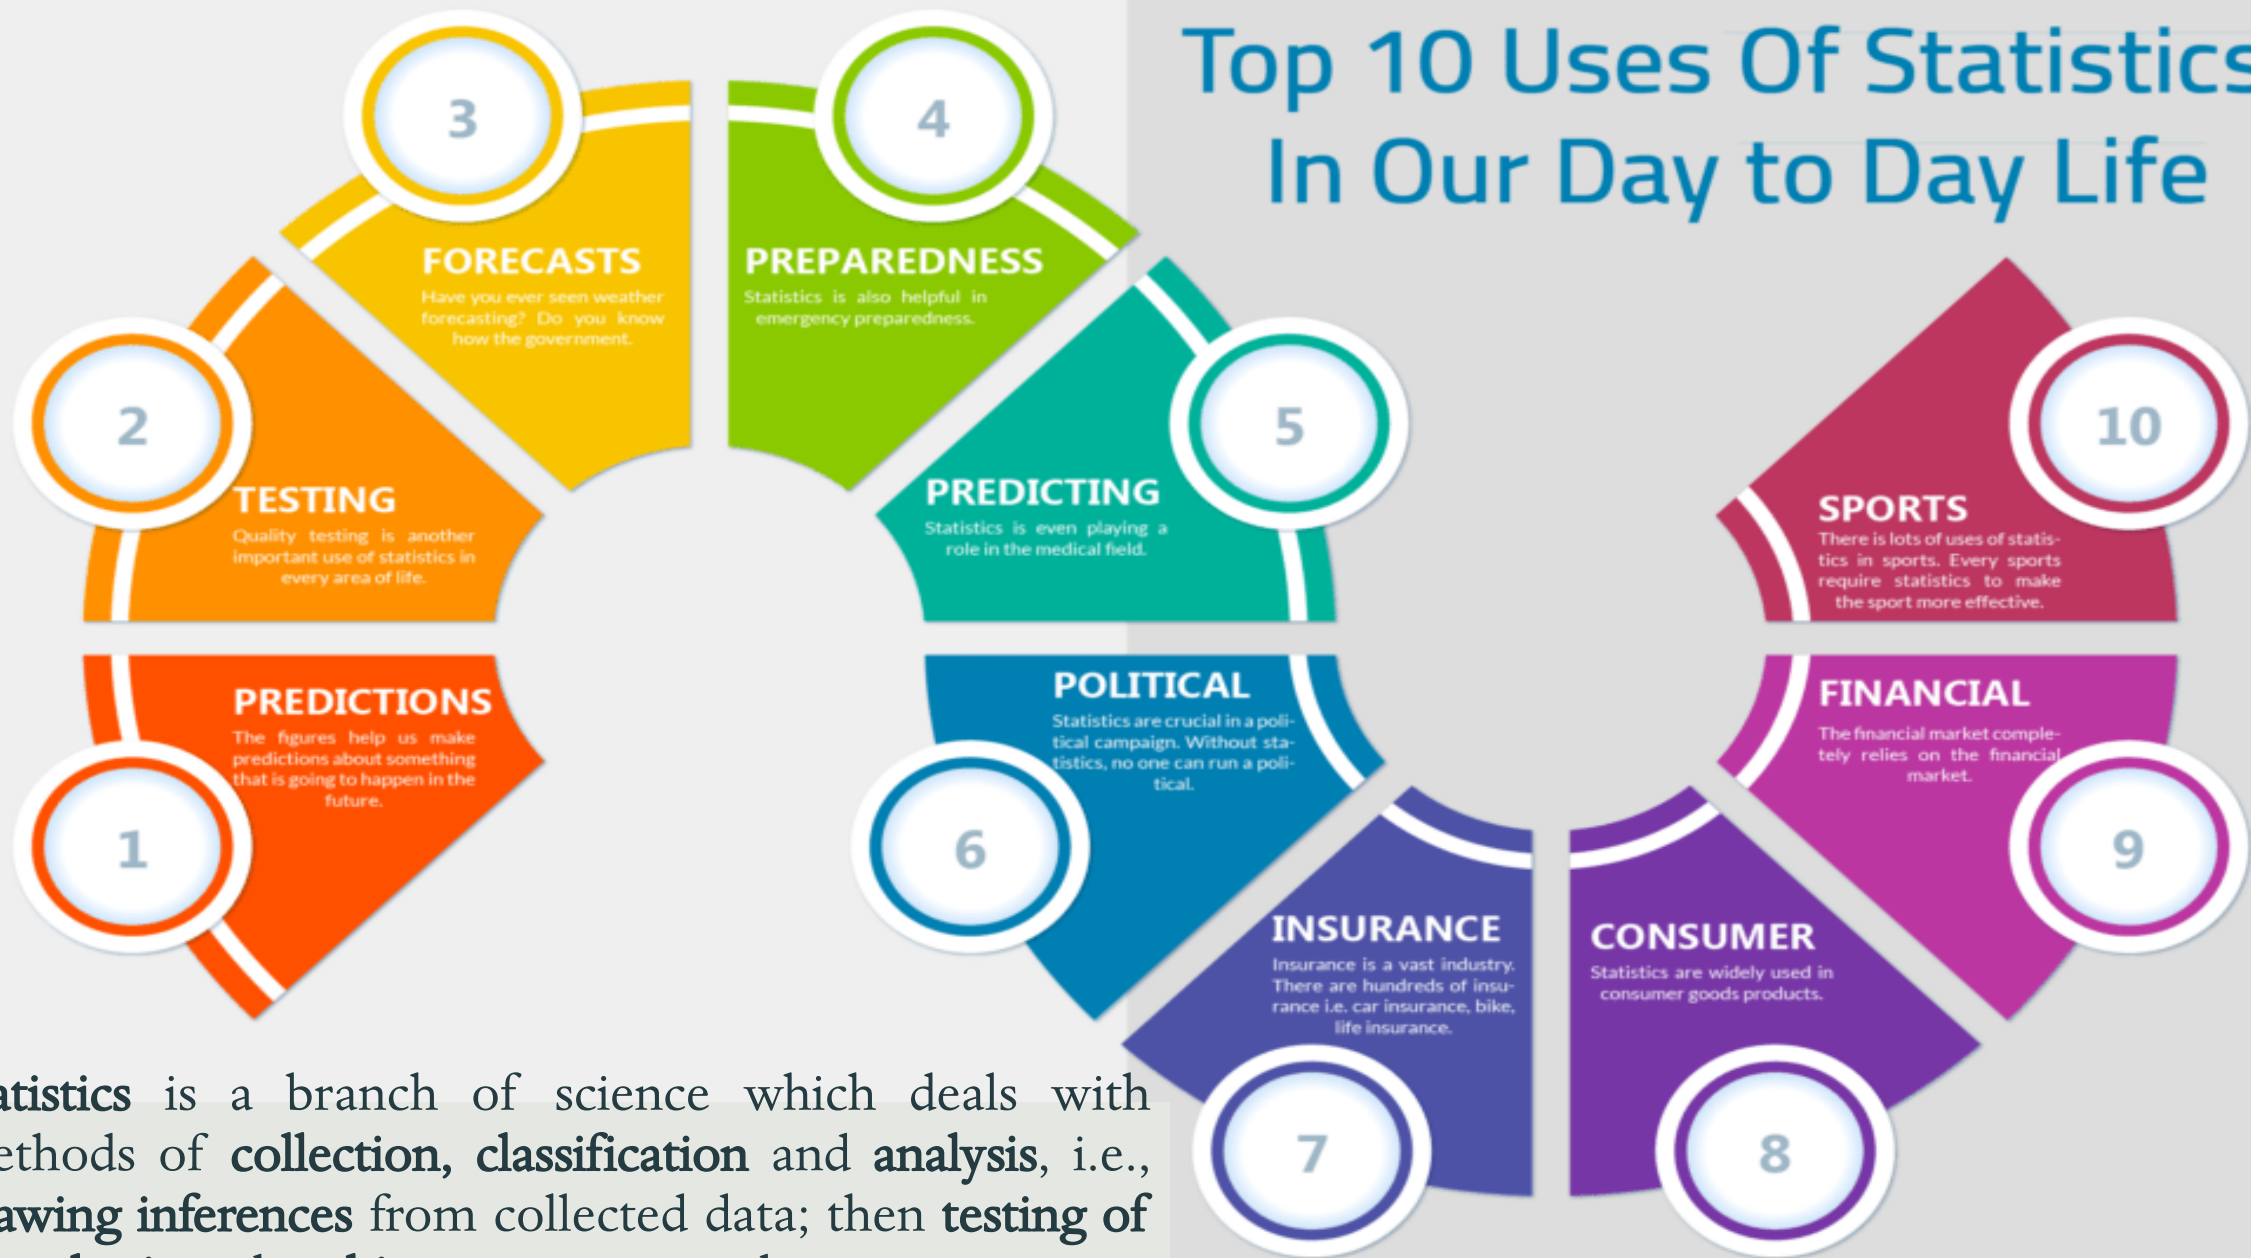 Top 10 Uses Of Statistics
In Our Day to Day Life
1
PREDICTIONS
The figures help us make
predictions about something
that is going to happen in the
future.
2
TESTING
Quality testing is another
important use of statistics in
every area of life.
3
FORECASTS
Have you ever seen weather
forecasting? Do you know
how the government.
4
PREPAREDNESS
Statistics is also helpful in
emergency preparedness.
5
PREDICTING
Statistics is even playing a
role in the medical field.
6
POLITICAL
Statistics are crucial in a poli-
tical campaign. Without sta-
tistics, no one can run a poli-
tical.
7
INSURANCE
Insurance is a vast industry.
There are hundreds of insu-
rance i.e. car insurance, bike,
life insurance.
8
CONSUMER
Statistics are widely used in
consumer goods products.
9
FINANCIAL
The financial market comple-
tely relies on the financial
market.
10
SPORTS
There is lots of uses of statis-
tics in sports. Every sports
require statistics to make
the sport more effective.
atistics is a branch of science which deals with
ethods of collection, classification and analysis, i.e.,
awing inferences from collected data; then testing of